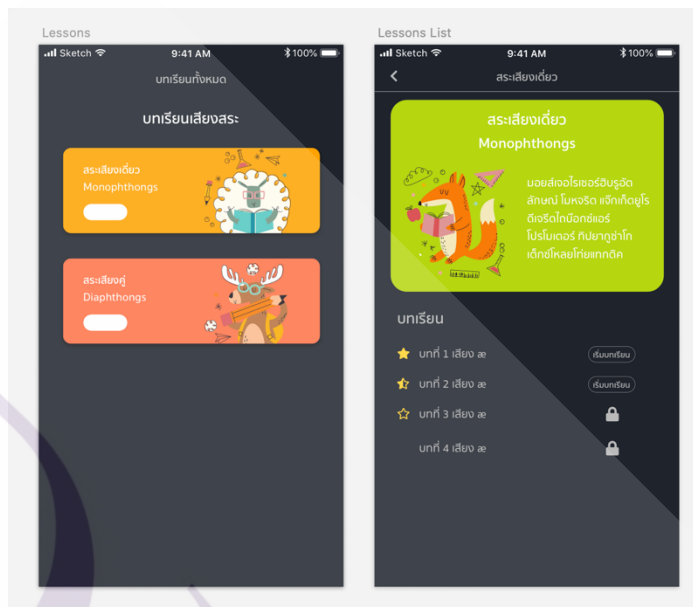 Lessons
Sketch 9:41 AM 100%
บทเรียนทั้งหมด
บทเรียนเสียงสระ
สระเสียงเดี่ยว
Monophthongs
สระเสียงคู่
Diaphthongs
Lessons List
Sketch 9:41 AM 100%
สระเสียงเดี่ยว
สระเสียงเดี่ยว
Monophthongs
มอยส์เจอไรเซอร์ฮิบรูอัด
ลักษณ์ โบหจริด แจ๊กเก็ตยูโร
ดีเจริดไดน็อกซ์แอร์
โปรโมเตอร์ ทิปยากูซ่าโก
เด็กซ์โหลยโท่ยแทกติค
บทเรียน
บทที่ 1 เสียง æ เริ่มบทเรียน
บทที่ 2 เสียง æ เริ่มบทเรียน
บทที่ 3 เสียง æ
บทที่ 4 เสียง æ